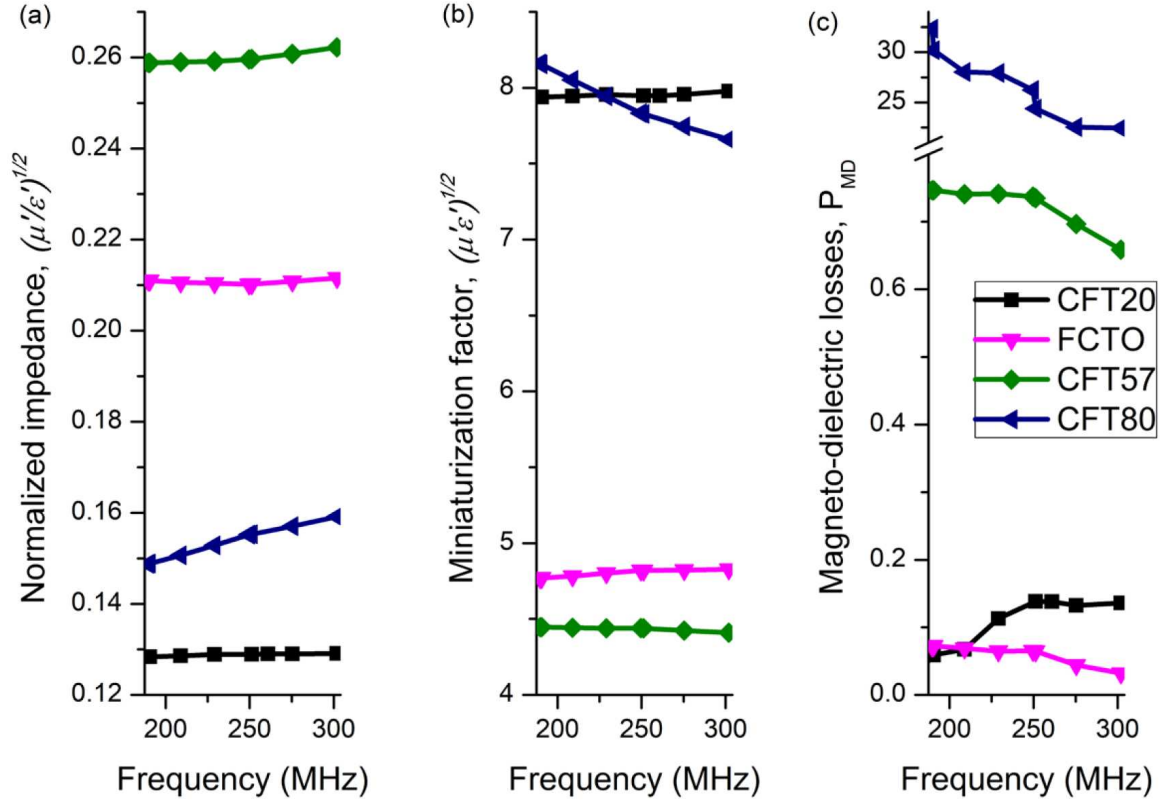 (a)
Normalized impedance, (μ'/ε')^1/2
0.26
0.24
0.22
0.20
0.18
0.16
0.14
0.12
200 250 300
Frequency (MHz)
(b)
Miniaturization factor, (μ'ε')^1/2
8
7
6
5
4
200 250 300
Frequency (MHz)
(c)
Magneto-dielectric losses, P_MD
30
25
0.6
0.4
0.2
0.0
200 250 300
Frequency (MHz)
CFT20
FCTO
CFT57
CFT80